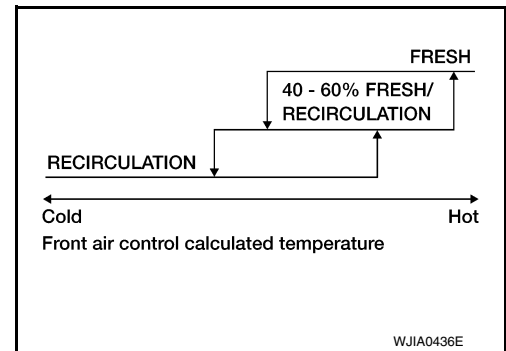 FRESH
40 - 60% FRESH/
RECIRCULATION
RECIRCULATION
Cold Hot
Front air control calculated temperature
WJIA0436E